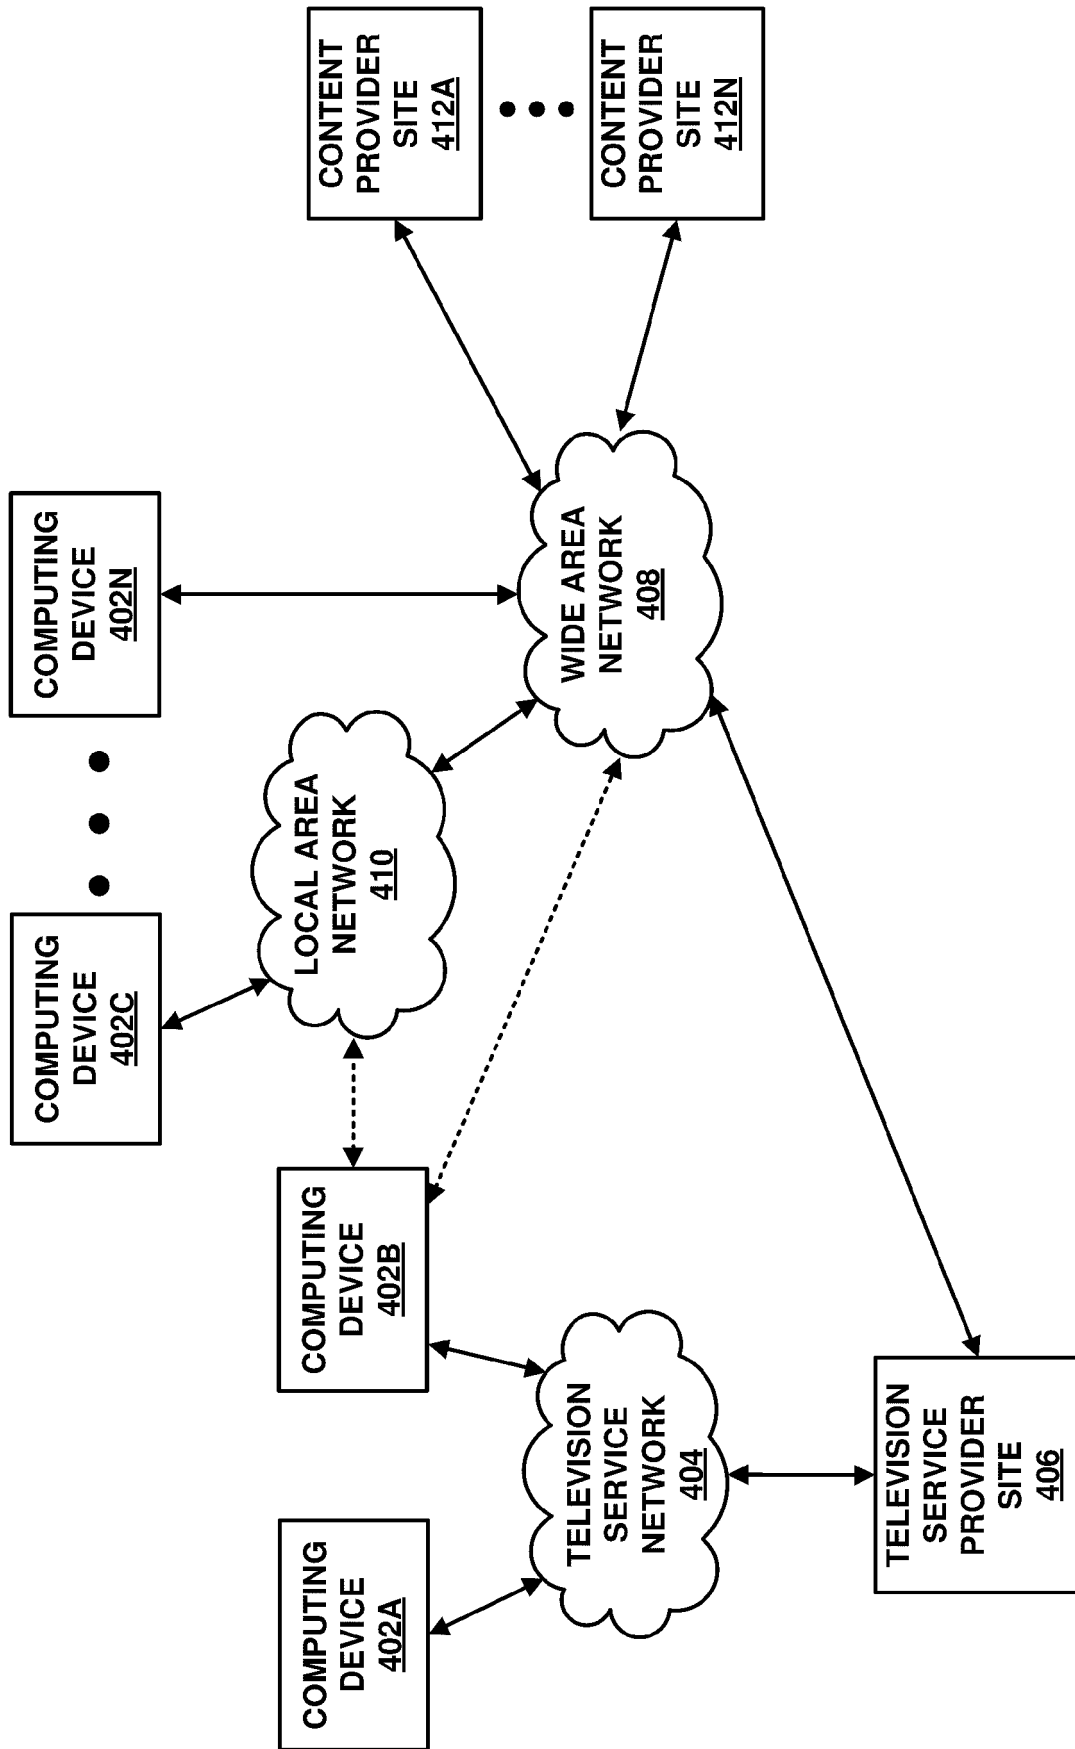 COMPUTING
DEVICE
402A
COMPUTING
DEVICE
402B
COMPUTING
DEVICE
402C
COMPUTING
DEVICE
402N
TELEVISION
SERVICE
NETWORK
404
LOCAL AREA
NETWORK
410
WIDE AREA
NETWORK
408
TELEVISION
SERVICE
PROVIDER
SITE
406
CONTENT
PROVIDER
SITE
412A
CONTENT
PROVIDER
SITE
412N